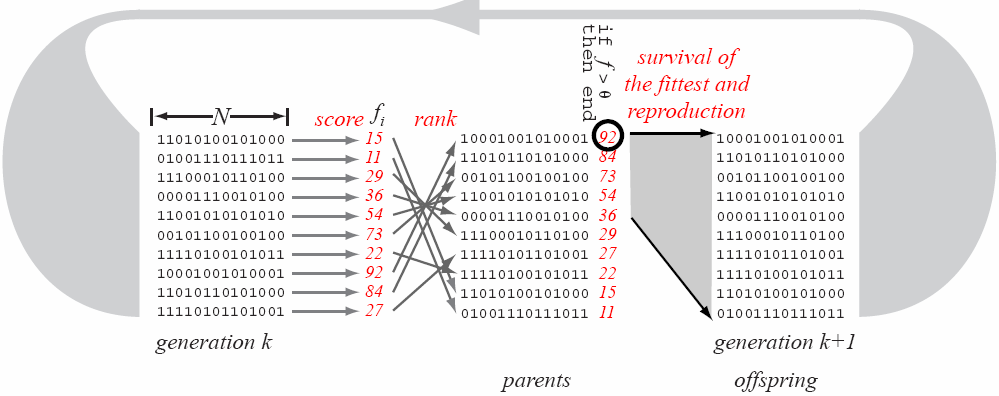 if f > θ
then end
survival of
the fittest and
reproduction
N score fi rank
11010100101000 15 10001001010001 92 10001001010001
01001110111011 11 11010110101000 84 11010110101000
11100010110100 29 00101100100100 73 00101100100100
00001110010100 36 11001010101010 54 11001010101010
11001010101010 54 00001110010100 36 00001110010100
00101100100100 73 11100010110100 29 11100010110100
11110100101011 22 11110101101001 27 11110101101001
10001001010001 92 11110100101011 22 11110100101011
11010110101000 84 11010100101000 15 11010100101000
11110101101001 27 01001110111011 11 01001110111011
generation k generation k+1
parents offspring